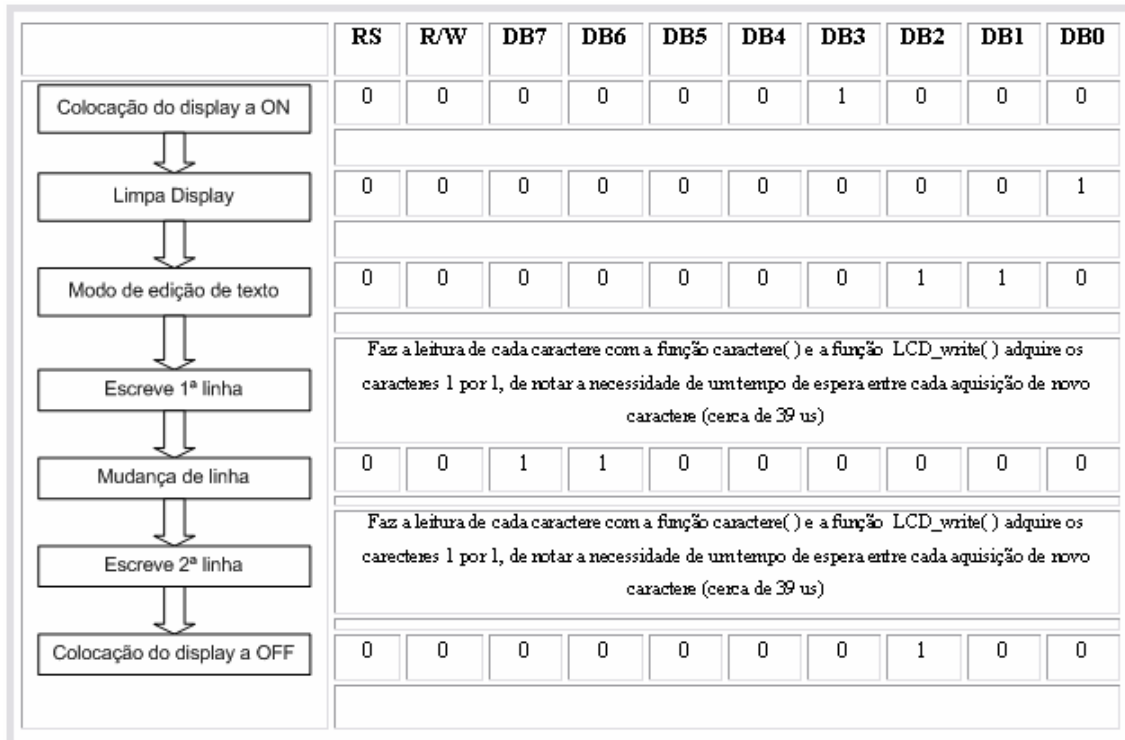 RS R/W DB7 DB6 DB5 DB4 DB3 DB2 DB1 DB0
Colocação do display a ON 0 0 0 0 0 0 1 0 0 0
Limpa Display 0 0 0 0 0 0 0 0 0 1
Modo de edição de texto 0 0 0 0 0 0 0 1 1 0
Escreve 1ª linha
Faz a leitura de cada caractere com a função caractere( ) e a função LCD_write( ) adquire os
caracteres 1 por 1, de notar a necessidade de um tempo de espera entre cada aquisição de novo
caractere (cerca de 39 us)
Mudança de linha 0 0 1 1 0 0 0 0 0 0
Escreve 2ª linha
Faz a leitura de cada caractere com a função caractere( ) e a função LCD_write( ) adquire os
carecteres 1 por 1, de notar a necessidade de um tempo de espera entre cada aquisição de novo
caractere (cerca de 39 us)
Colocação do display a OFF 0 0 0 0 0 0 0 1 0 0